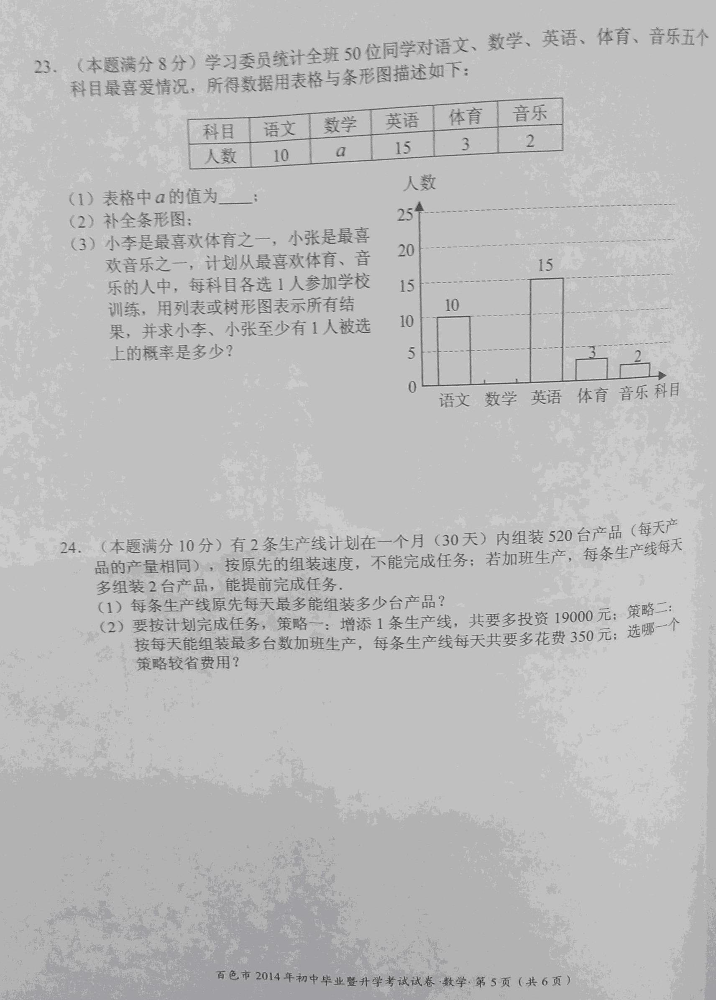 23. （本题满分 8 分）学习委员统计全班 50 位同学对语文、数学、英语、体育、音乐五个
科目最喜爱情况，所得数据用表格与条形图描述如下：
科目 语文 数学 英语 体育 音乐
人数 10 a 15 3 2
（1）表格中 a 的值为____；
（2）补全条形图；
（3）小李是最喜欢体育之一，小张是最喜
欢音乐之一，计划从最喜欢体育、音
乐的人中，每科目各选 1 人参加学校
训练，用列表或树形图表示所有结
果，并求小李、小张至少有 1 人被选
上的概率是多少？
人数
25
20
15
10
5
0
10
15
3
2
语文 数学 英语 体育 音乐 科目
24. （本题满分 10 分）有 2 条生产线计划在一个月（30 天）内组装 520 台产品（每天产
品的产量相同），按原先的组装速度，不能完成任务；若加班生产，每条生产线每天
多组装 2 台产品，能提前完成任务．
（1）每条生产线原先每天最多能组装多少台产品？
（2）要按计划完成任务，策略一：增添 1 条生产线，共要多投资 19000 元；策略二：
按每天能组装最多台数加班生产，每条生产线每天共要多花费 350 元；选哪一个
策略较省费用？
百色市 2014 年初中毕业暨升学考试试卷·数学·第 5 页（共 6 页）